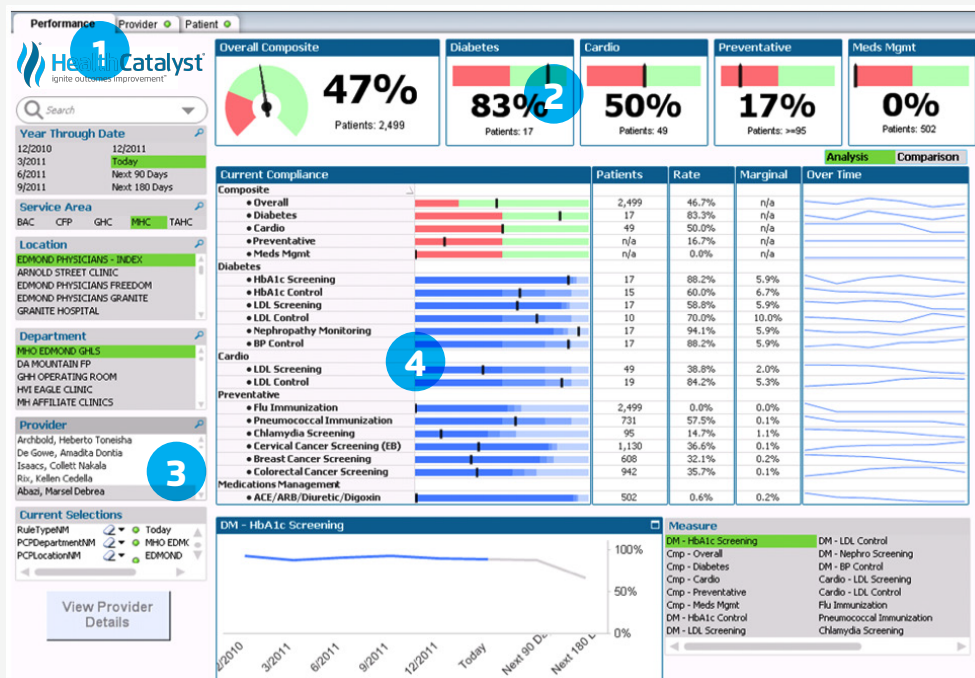 Performance Provider Patient
1
HealthCatalyst
ignite outcomes improvement
Search
Year Through Date
12/2010 12/2011
3/2011 Today
6/2011 Next 90 Days
9/2011 Next 180 Days
Service Area
BAC CFP GHC MHC TAHC
Location
EDMOND PHYSICIANS - INDEX
ARNOLD STREET CLINIC
EDMOND PHYSICIANS FREEDOM
EDMOND PHYSICIANS GRANITE
GRANITE HOSPITAL
Department
MHO EDMOND GHLS
DA MOUNTAIN FP
GHH OPERATING ROOM
HVI EAGLE CLINIC
MH AFFILIATE CLINICS
Provider
Archbold, Heberto Toneisha
De Gowe, Amadita Dontia
Isaacs, Collett Nakala
Rix, Kellen Cedella
Abazi, Marsel Debrea
3
Current Selections
RuleTypeNM Today
PCPDepartmentNM MHO EDMC
PCPLocationNM EDMOND
View Provider
Details
Overall Composite
47%
Patients: 2,499
Diabetes
83%
Patients: 17
2
Cardio
50%
Patients: 49
Preventative
17%
Patients: >=95
Meds Mgmt
0%
Patients: 502
Analysis Comparison
Current Compliance Patients Rate Marginal Over Time
Composite
• Overall 2,499 46.7% n/a
• Diabetes 17 83.3% n/a
• Cardio 49 50.0% n/a
• Preventative n/a 16.7% n/a
• Meds Mgmt n/a 0.0% n/a
Diabetes
• HbA1c Screening 17 88.2% 5.9%
• HbA1c Control 15 60.0% 6.7%
• LDL Screening 17 58.8% 5.9%
• LDL Control 10 70.0% 10.0%
• Nephropathy Monitoring 17 94.1% 5.9%
• BP Control 17 88.2% 5.9%
4
Cardio
• LDL Screening 49 38.8% 2.0%
• LDL Control 19 84.2% 5.3%
Preventative
• Flu Immunization 2,499 0.0% 0.0%
• Pneumococcal Immunization 731 57.5% 0.1%
• Chlamydia Screening 95 14.7% 1.1%
• Cervical Cancer Screening (EB) 1,130 36.6% 0.1%
• Breast Cancer Screening 608 32.1% 0.2%
• Colorectal Cancer Screening 942 35.7% 0.1%
Medications Management
• ACE/ARB/Diuretic/Digoxin 502 0.6% 0.2%
DM - HbA1c Screening
100%
50%
0%
2/2010 3/2011 6/2011 9/2011 12/2011 Today Next 90 D Next 180
Measure
DM - HbA1c Screening DM - LDL Control
Cmp - Overall DM - Nephro Screening
Cmp - Diabetes DM - BP Control
Cmp - Cardio Cardio - LDL Screening
Cmp - Preventative Cardio - LDL Control
Cmp - Meds Mgmt Flu Immunization
DM - HbA1c Control Pneumococcal Immunization
DM - LDL Screening Chlamydia Screening